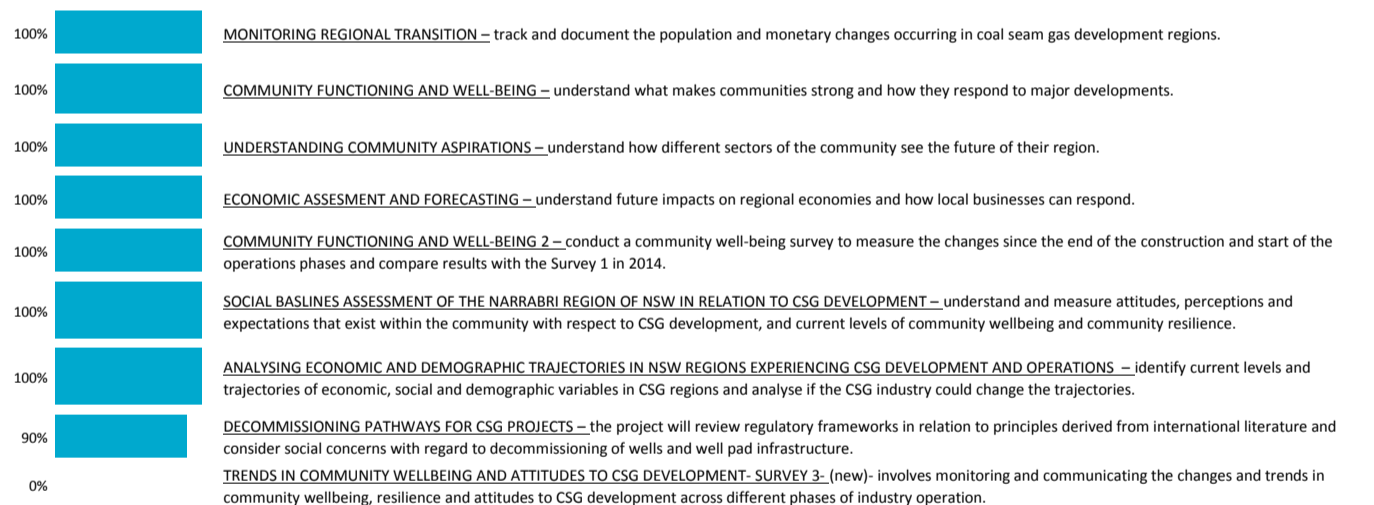 100% MONITORING REGIONAL TRANSITION – track and document the population and monetary changes occurring in coal seam gas development regions.
100% COMMUNITY FUNCTIONING AND WELL-BEING – understand what makes communities strong and how they respond to major developments.
100% UNDERSTANDING COMMUNITY ASPIRATIONS – understand how different sectors of the community see the future of their region.
100% ECONOMIC ASSESMENT AND FORECASTING – understand future impacts on regional economies and how local businesses can respond.
100% COMMUNITY FUNCTIONING AND WELL-BEING 2 – conduct a community well-being survey to measure the changes since the end of the construction and start of the
operations phases and compare results with the Survey 1 in 2014.
100% SOCIAL BASLINES ASSESSMENT OF THE NARRABRI REGION OF NSW IN RELATION TO CSG DEVELOPMENT – understand and measure attitudes, perceptions and
expectations that exist within the community with respect to CSG development, and current levels of community wellbeing and community resilience.
100% ANALYSING ECONOMIC AND DEMOGRAPHIC TRAJECTORIES IN NSW REGIONS EXPERIENCING CSG DEVELOPMENT AND OPERATIONS – identify current levels and
trajectories of economic, social and demographic variables in CSG regions and analyse if the CSG industry could change the trajectories.
90% DECOMMISSIONING PATHWAYS FOR CSG PROJECTS – the project will review regulatory frameworks in relation to principles derived from international literature and
consider social concerns with regard to decommissioning of wells and well pad infrastructure.
0% TRENDS IN COMMUNITY WELLBEING AND ATTITUDES TO CSG DEVELOPMENT- SURVEY 3- (new)- involves monitoring and communicating the changes and trends in
community wellbeing, resilience and attitudes to CSG development across different phases of industry operation.